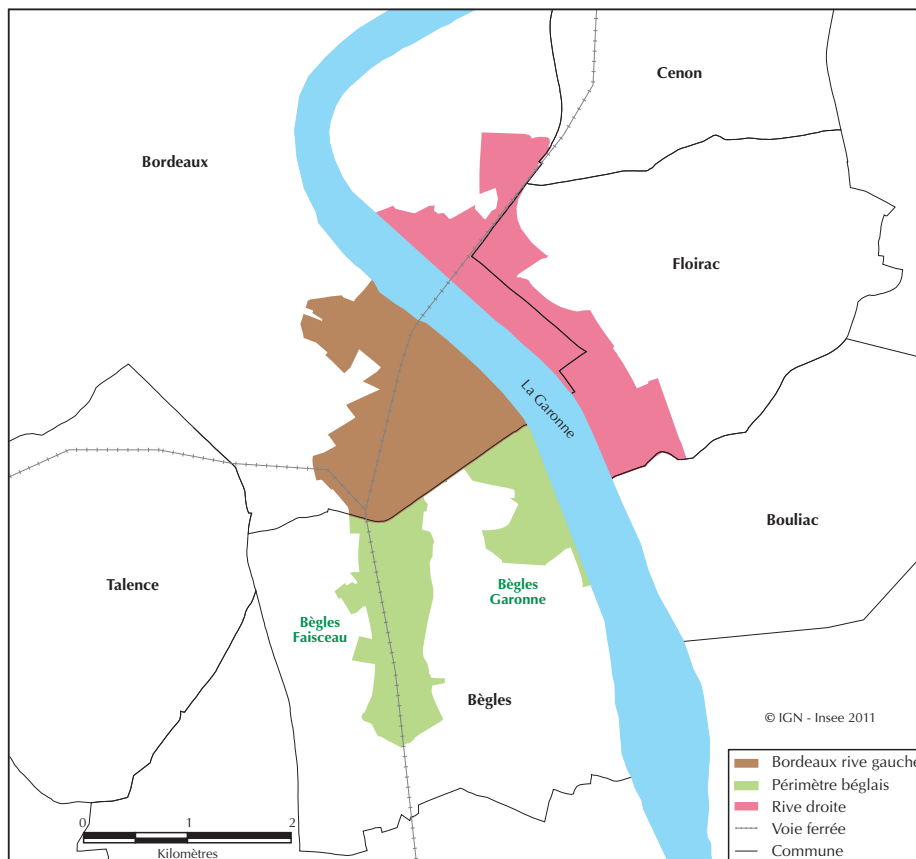 Cenon
Bordeaux
Floirac
La Garonne
Bouliac
Talence
Bègles
Garonne
Bègles
Faisceau
Bègles
© IGN - Insee 2011
Bordeaux rive gauche
Périmètre béglais
Rive droite
Voie ferrée
Commune
0 1 2
Kilomètres